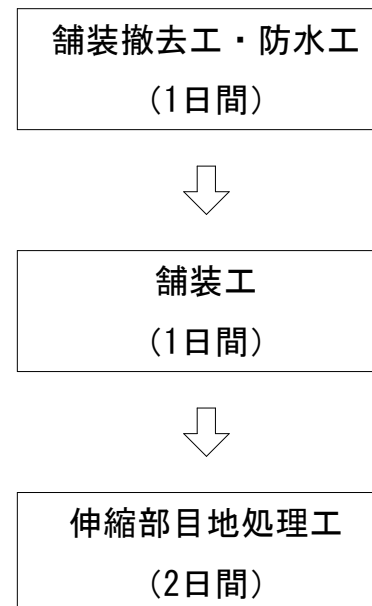 舗装撤去工・防水工
（1日間）
舗装工
（1日間）
伸縮部目地処理工
（2日間）